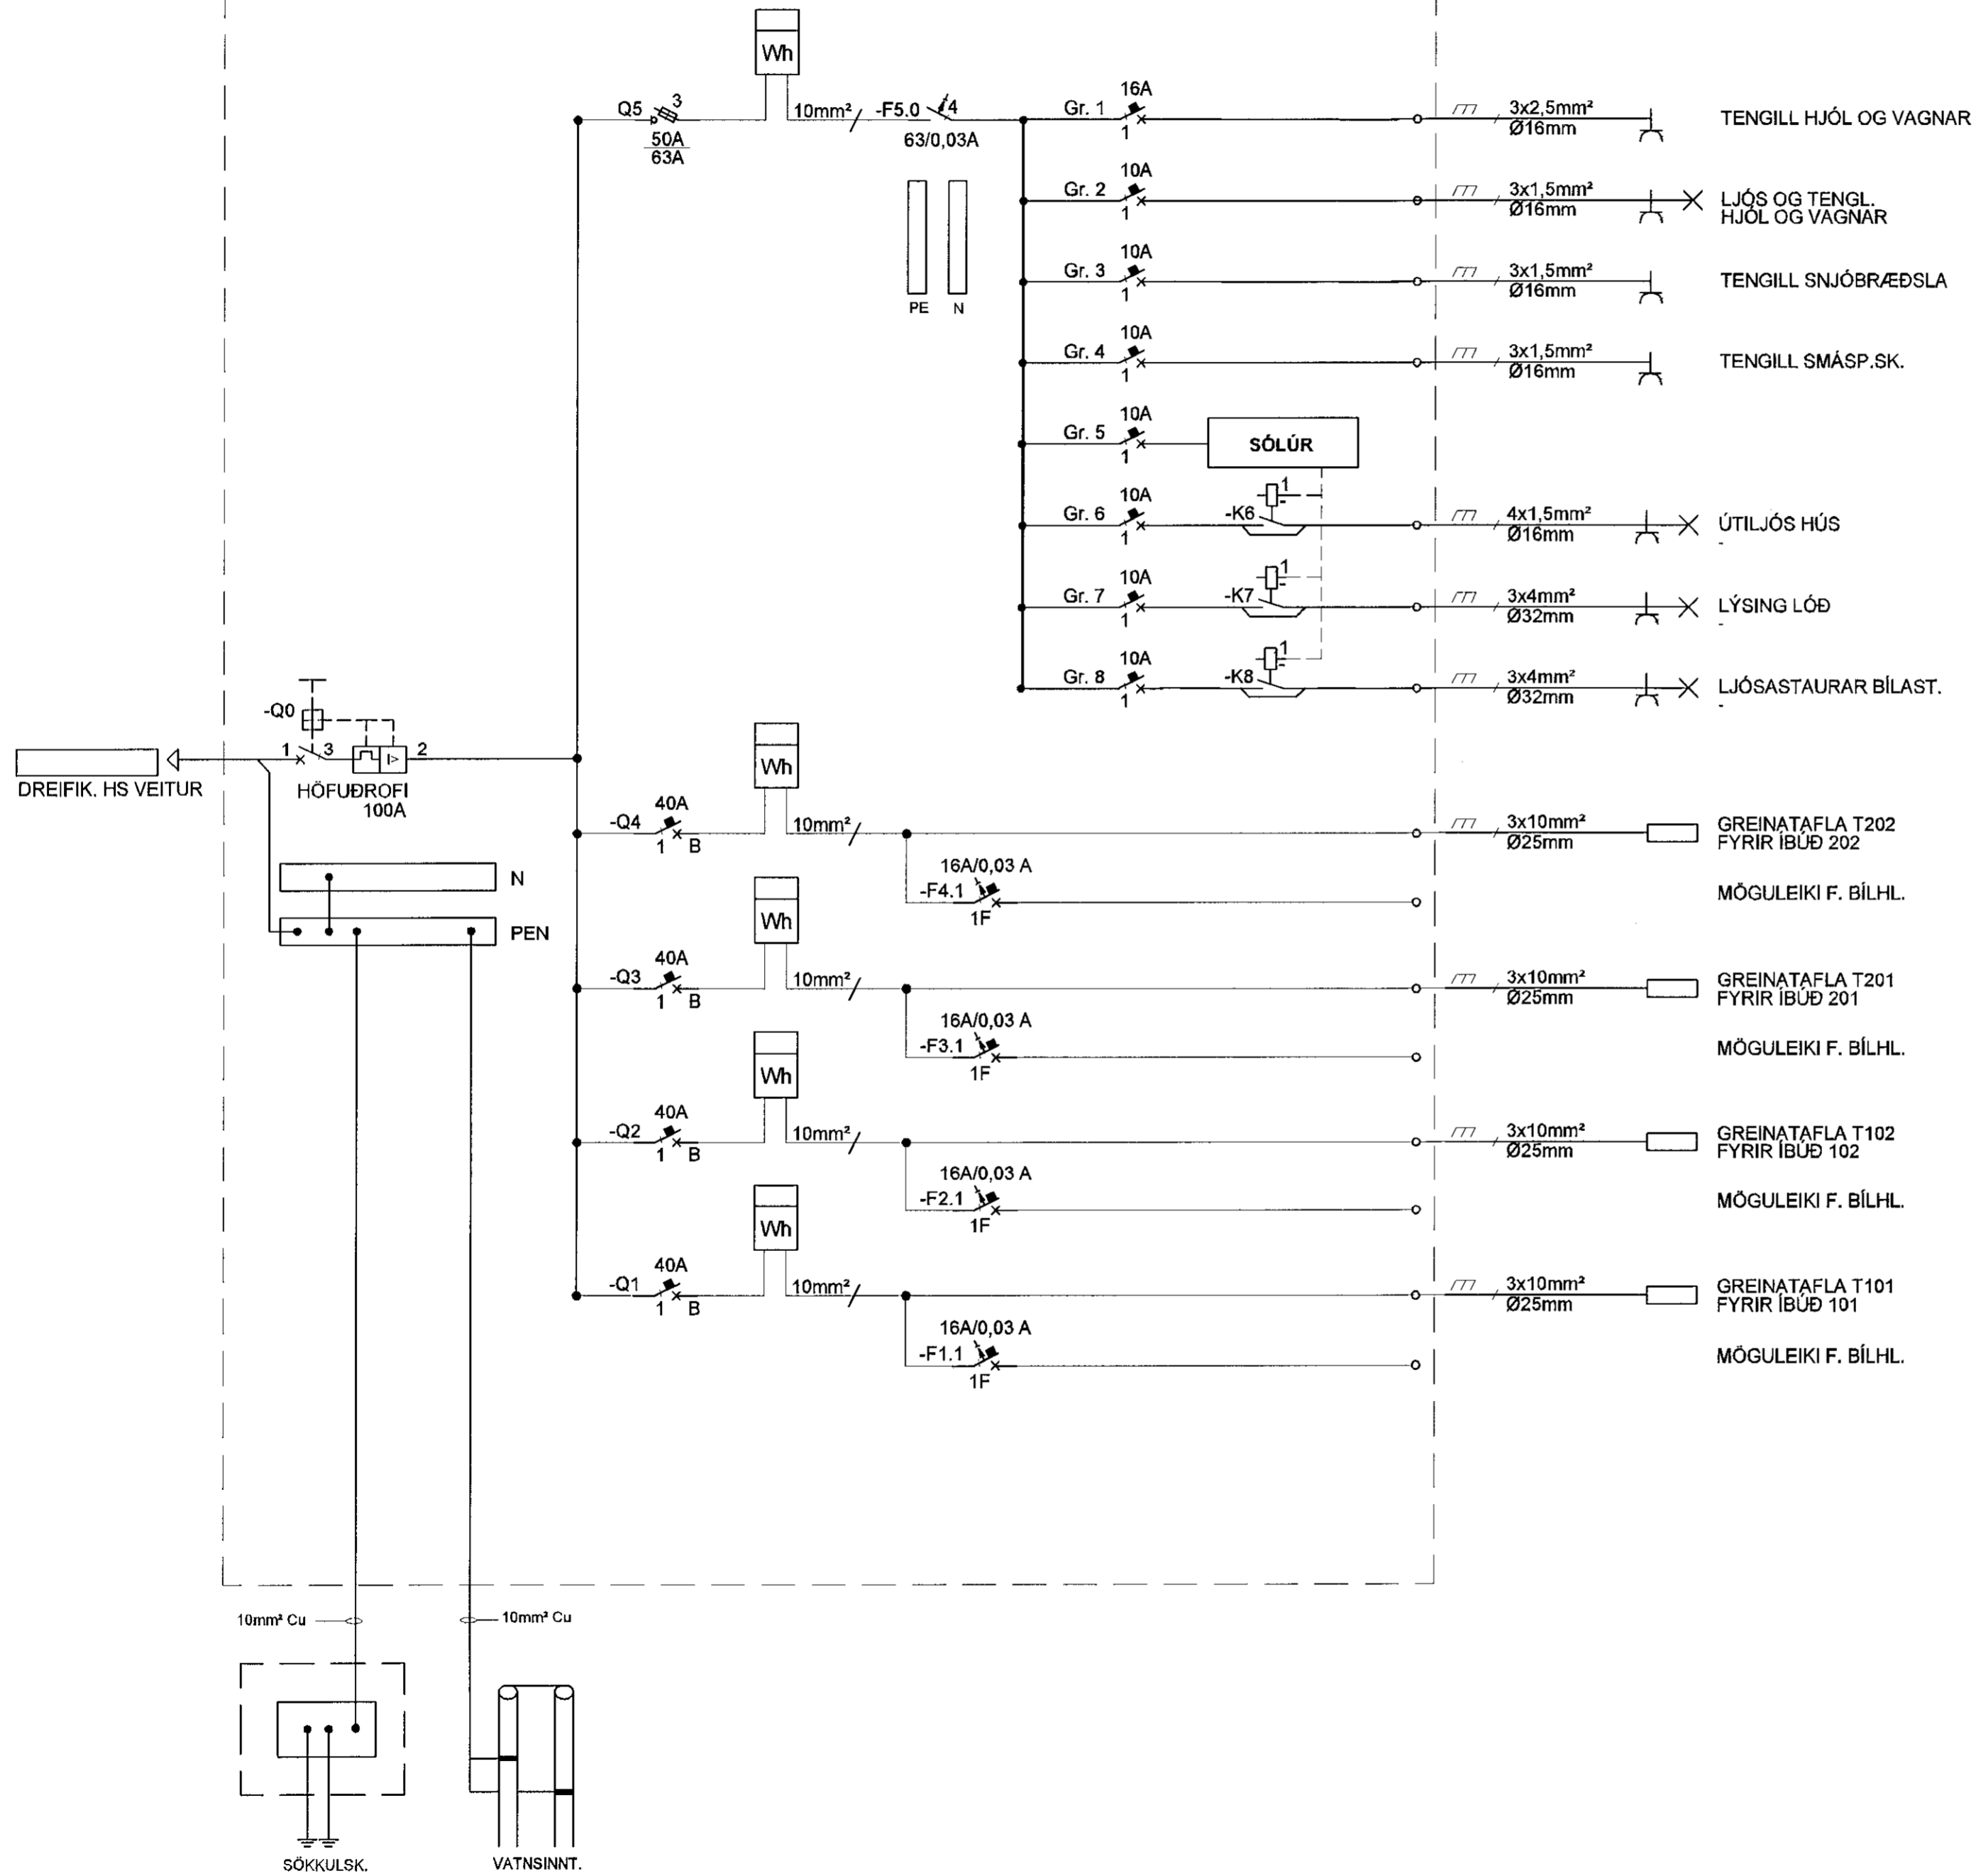 Wh
Q5
3
50A
63A
10mm²
-F5.0
4
63/0,03A
PE
N
Gr. 1
16A
1
3x2,5mm²
Ø16mm
TENGILL HJÓL OG VAGNAR
Gr. 2
10A
1
3x1,5mm²
Ø16mm
LJÓS OG TENGL.
HJÓL OG VAGNAR
Gr. 3
10A
1
3x1,5mm²
Ø16mm
TENGILL SNJÓBRÆÐSLA
Gr. 4
10A
1
3x1,5mm²
Ø16mm
TENGILL SMÁSP.SK.
Gr. 5
10A
1
SÓLÚR
Gr. 6
10A
1
-K6
1
-
4x1,5mm²
Ø16mm
ÚTILJÓS HÚS
-
Gr. 7
10A
1
-K7
1
-
3x4mm²
Ø32mm
LÝSING LÓÐ
-
Gr. 8
10A
1
-K8
1
-
3x4mm²
Ø32mm
LJÓSASTAURAR BÍLAST.
-
-Q0
1
3
I>
2
HÖFUÐROFI
100A
DREIFIK. HS VEITUR
N
PEN
Wh
-Q4
40A
1
B
10mm²
3x10mm²
Ø25mm
GREINATAFLA T202
FYRIR ÍBÚÐ 202
16A/0,03 A
-F4.1
1F
MÖGULEIKI F. BÍLHL.
Wh
-Q3
40A
1
B
10mm²
3x10mm²
Ø25mm
GREINATAFLA T201
FYRIR ÍBÚÐ 201
16A/0,03 A
-F3.1
1F
MÖGULEIKI F. BÍLHL.
Wh
-Q2
40A
1
B
10mm²
3x10mm²
Ø25mm
GREINATAFLA T102
FYRIR ÍBÚÐ 102
16A/0,03 A
-F2.1
1F
MÖGULEIKI F. BÍLHL.
Wh
-Q1
40A
1
B
10mm²
3x10mm²
Ø25mm
GREINATAFLA T101
FYRIR ÍBÚÐ 101
16A/0,03 A
-F1.1
1F
MÖGULEIKI F. BÍLHL.
10mm² Cu
10mm² Cu
SÖKKULSK.
VATNSINNT.